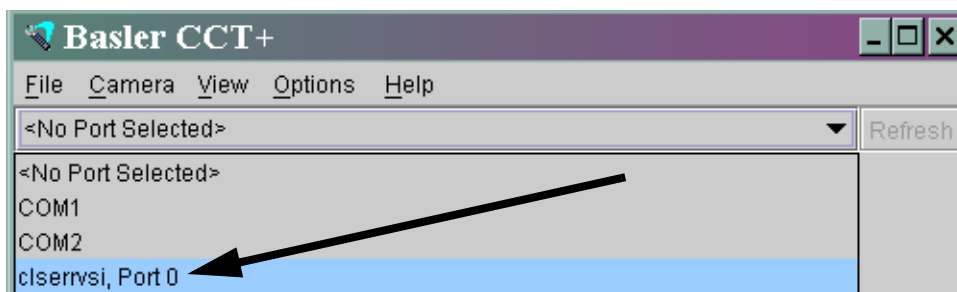 Basler CCT+
File Camera View Options Help
<No Port Selected> Refresh
<No Port Selected>
COM1
COM2
clserrvsi, Port 0